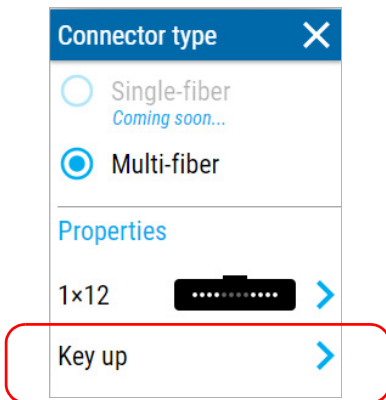 Connector type
Single-fiber
Coming soon...
Multi-fiber
Properties
1×12
Key up